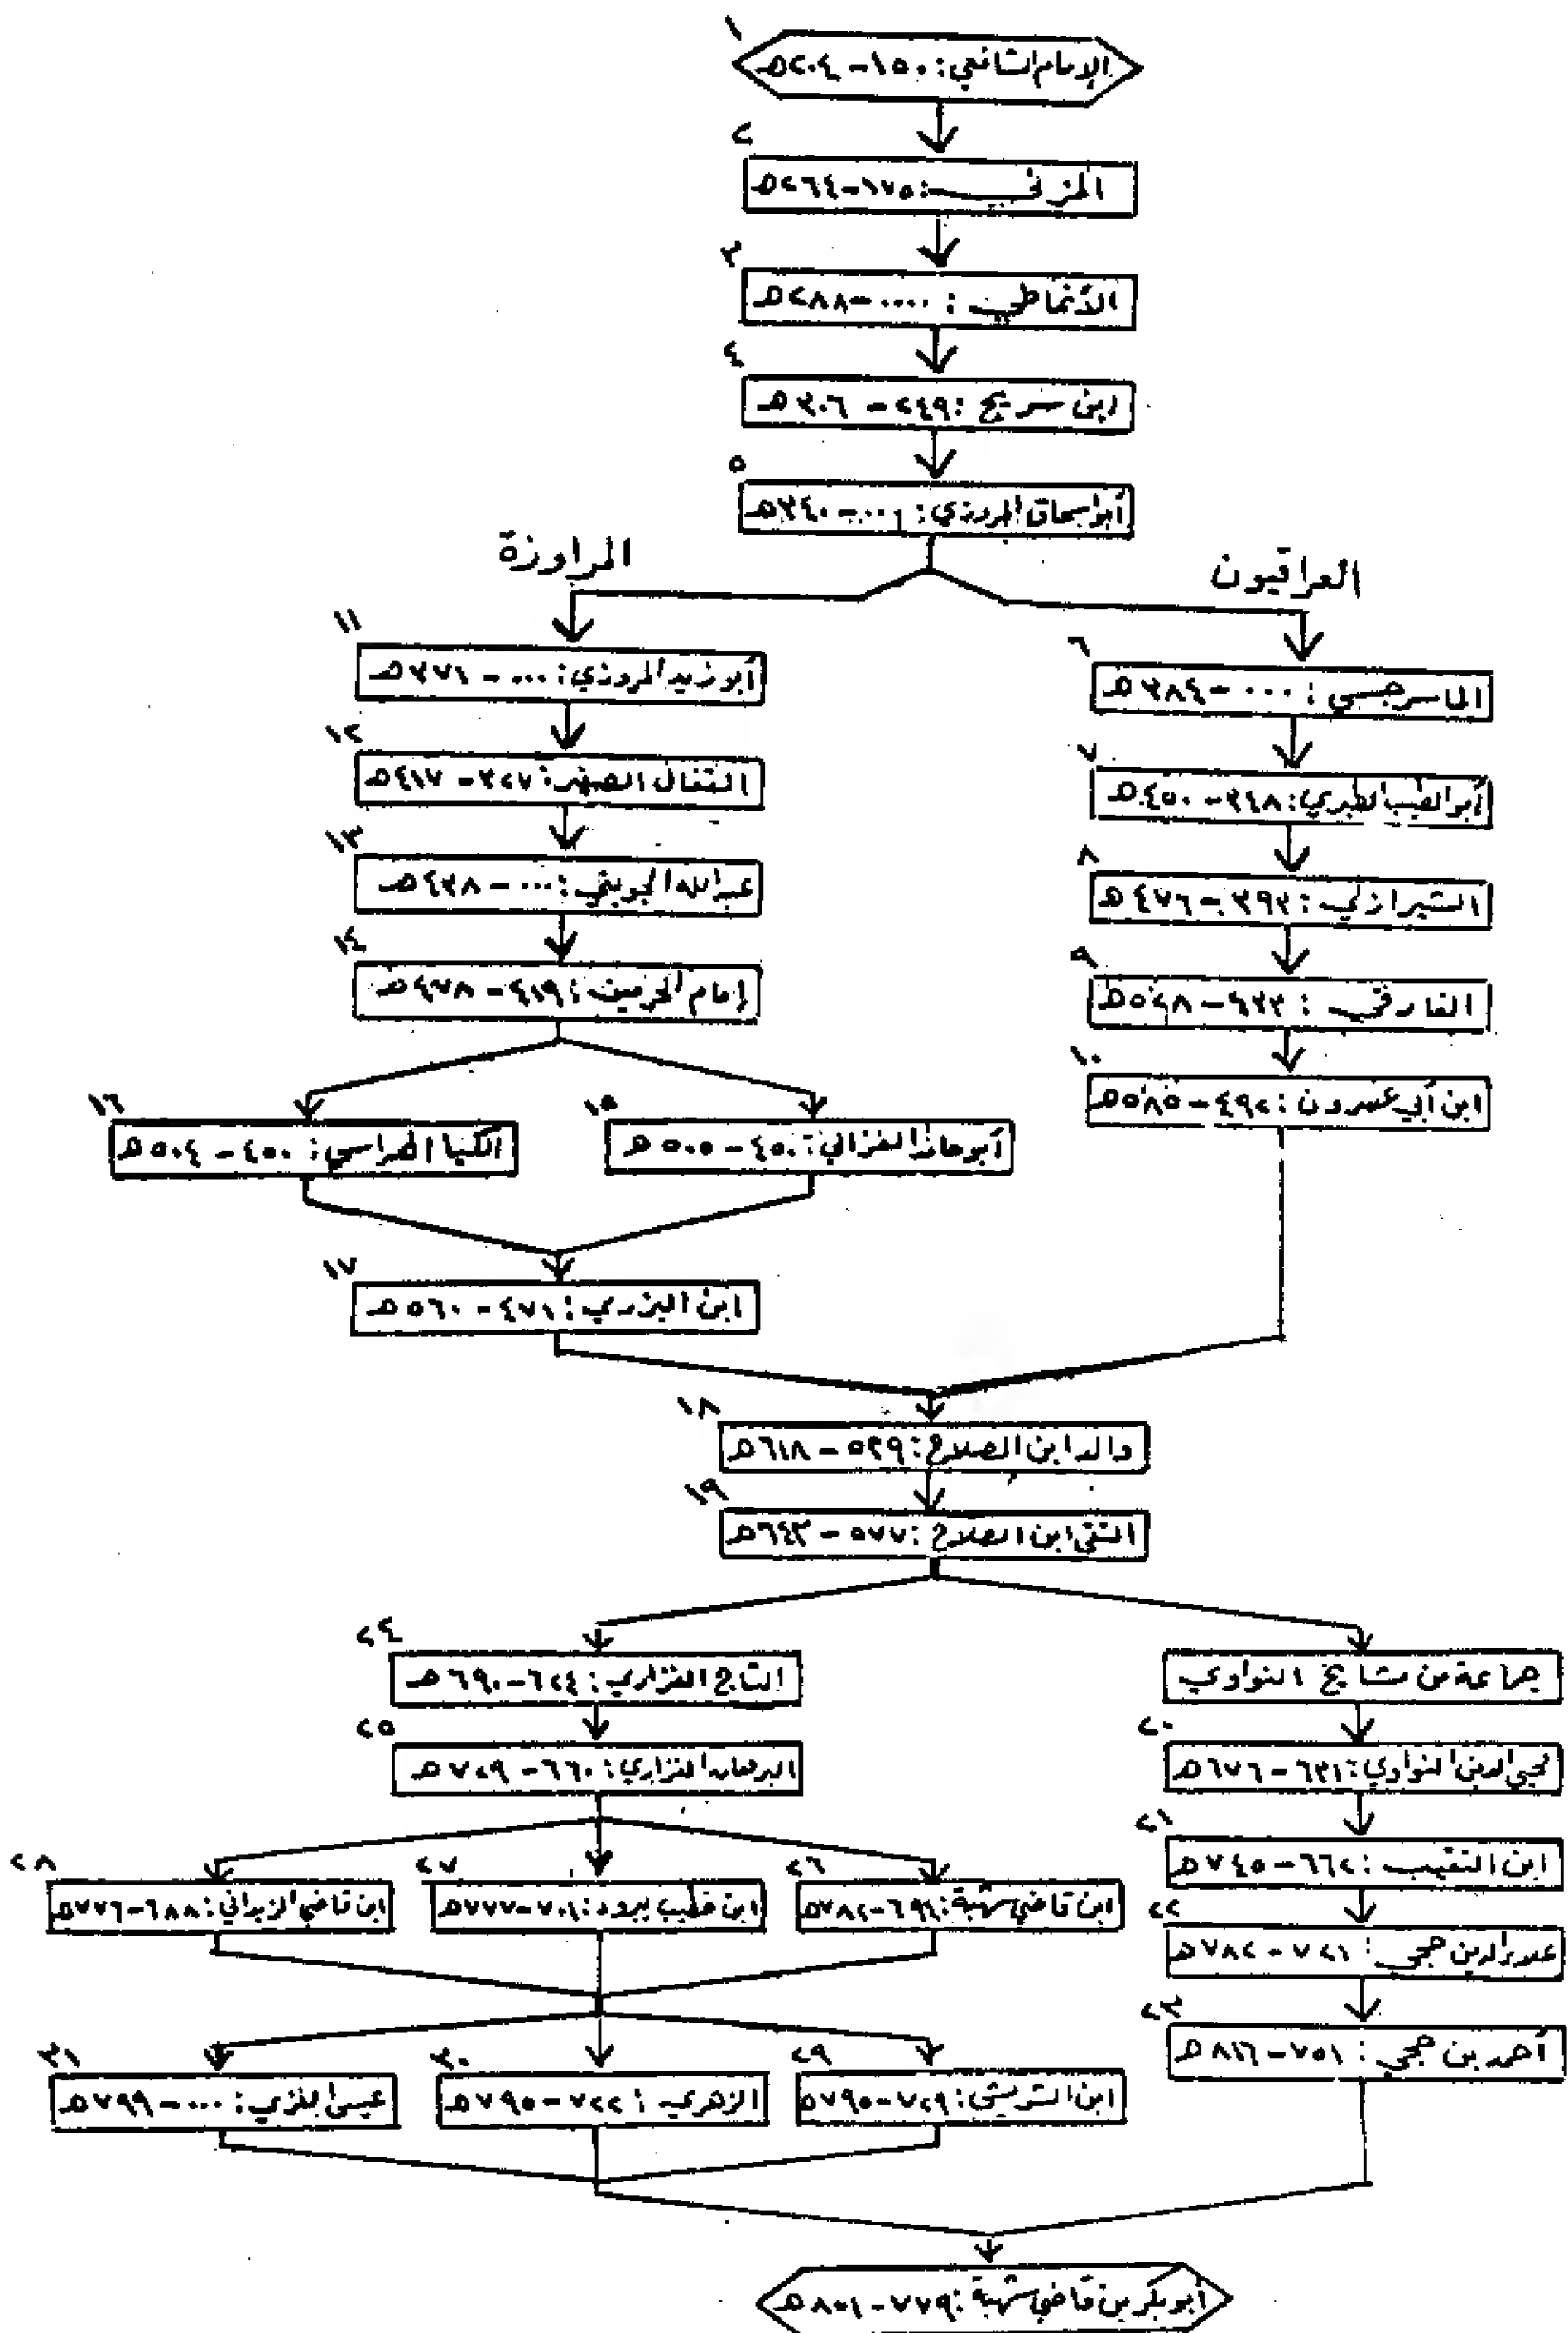 ١
الإمام الشافعي: ١٥٠ - ٢٠٤هـ
٢
المزني: ١٧٥ - ٢٦٤هـ
٣
الأنماطي: .... - ٢٨٨هـ
٤
ابن سريج: ٢٤٩ - ٣٠٦هـ
٥
أبو إسحاق المروزي: ... - ٣٤٠هـ
العراقيون
المراوزة
٦
الماسرجسي: ... - ٣٨٤هـ
٧
أبو الطيب الطبري: ٣٤٨ - ٤٥٠هـ
٨
الشيرازي: ٣٩٣ - ٤٧٦هـ
٩
الفارقي: ٤٣٣ - ٥٢٨هـ
١٠
ابن أبي عصرون: ٤٩٢ - ٥٨٥هـ
١١
أبو زيد المروزي: ... - ٣٧١هـ
١٢
القفال الصغير: ٣٢٧ - ٤١٧هـ
١٣
عبد الله الجويني: ... - ٤٣٨هـ
١٤
إمام الحرمين: ٤١٩ - ٤٧٨هـ
١٥
أبو حامد الغزالي: ٤٥٠ - ٥٠٥هـ
١٦
الكيا الهراسي: ٤٥٠ - ٥٠٤هـ
١٧
ابن البزري: ٤٧١ - ٥٦٠هـ
١٨
والد ابن الصلاح: ٥٣٩ - ٦١٨هـ
١٩
التقي ابن الصلاح: ٥٧٧ - ٦٤٣هـ
جماعة من مشايخ النواوي
٢٠
محيي الدين النواوي: ٦٣١ - ٦٧٦هـ
٢١
ابن النقيب: ٦٦٢ - ٧٤٥هـ
٢٢
علاء الدين حجي: ٧٢١ - ٧٨٢هـ
٢٣
أحمد بن حجي: ٧٥١ - ٨١٦هـ
٢٤
التاج الفزاري: ٦٢٤ - ٦٩٠هـ
٢٥
البرهان الفزاري: ٦٦٠ - ٧٢٩هـ
٢٦
ابن قاضي شهبة: ٦٩١ - ٧٨٢هـ
٢٧
ابن خطيب يبرود: ٧٠١ - ٧٧٧هـ
٢٨
ابن قاضي الزبداني: ٦٨٨ - ٧٧٦هـ
٢٩
ابن الشريشي: ٧٢٩ - ٧٩٥هـ
٣٠
الزهري: ٧٢٢ - ٧٩٥هـ
٣١
عيسى الغزي: ... - ٧٩٩هـ
أبو بكر بن قاضي شهبة: ٧٧٩ - ٨٥١هـ